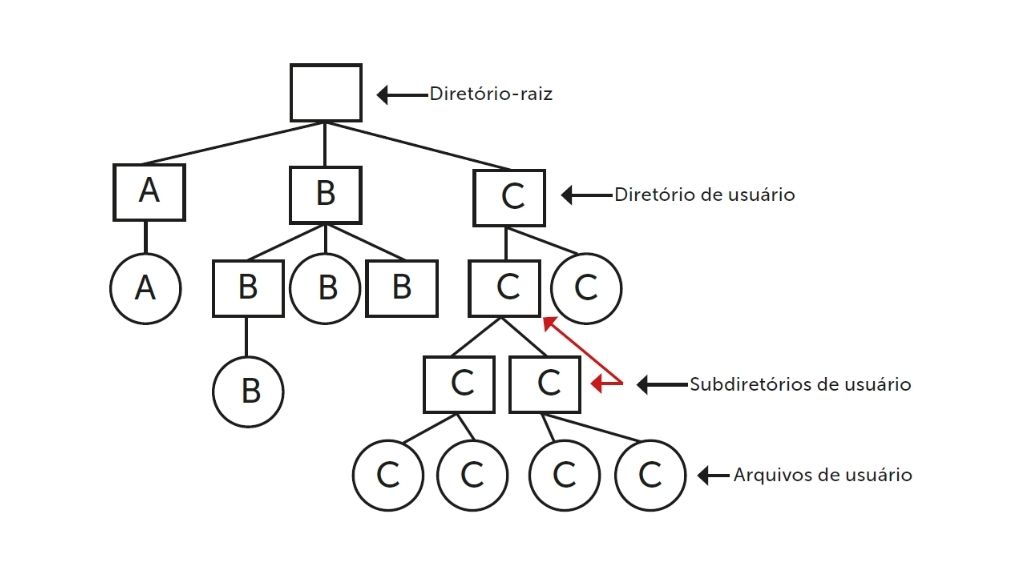 Diretório-raiz
A B C Diretório de usuário
A B B B C C
B C C Subdiretórios de usuário
C C C C Arquivos de usuário